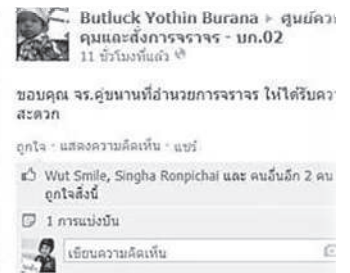 Butluck Yothin Burana ▸ ศูนย์ควา
คุมและสั่งการจราจร - บก.02
11 ชั่วโมงที่แล้ว
ขอบคุณ จร.คู่ขนานที่อำนวยการจราจร ให้ได้รับควา
สะดวก
ถูกใจ · แสดงความคิดเห็น · แชร์
Wut Smile, Singha Ronpichai และ คนอื่นอีก 2 คน
ถูกใจสิ่งนี้
1 การแบ่งปัน
เขียนความคิดเห็น